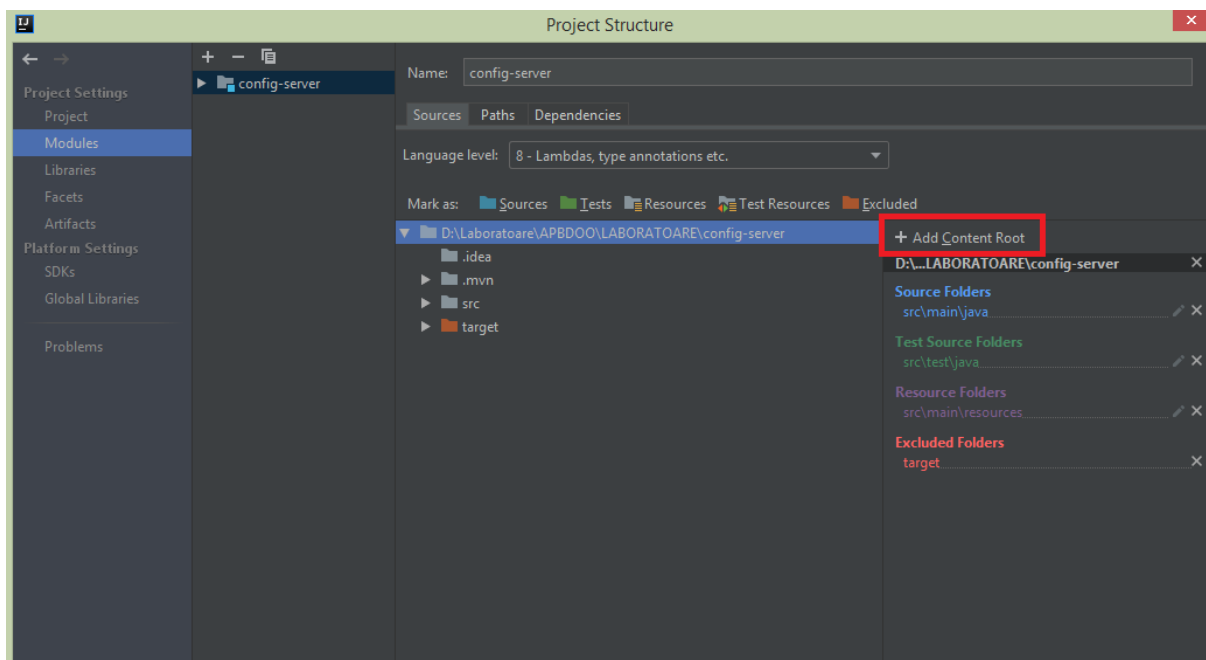 IJ
Project Structure
Project Settings
Project
Modules
Libraries
Facets
Artifacts
Platform Settings
SDKs
Global Libraries
Problems
config-server
Name: config-server
Sources Paths Dependencies
Language level: 8 - Lambdas, type annotations etc.
Mark as: Sources Tests Resources Test Resources Excluded
D:\Laboratoare\APBDOO\LABORATOARE\config-server
.idea
.mvn
src
target
+ Add Content Root
D:\...LABORATOARE\config-server
Source Folders
src\main\java
Test Source Folders
src\test\java
Resource Folders
src\main\resources
Excluded Folders
target